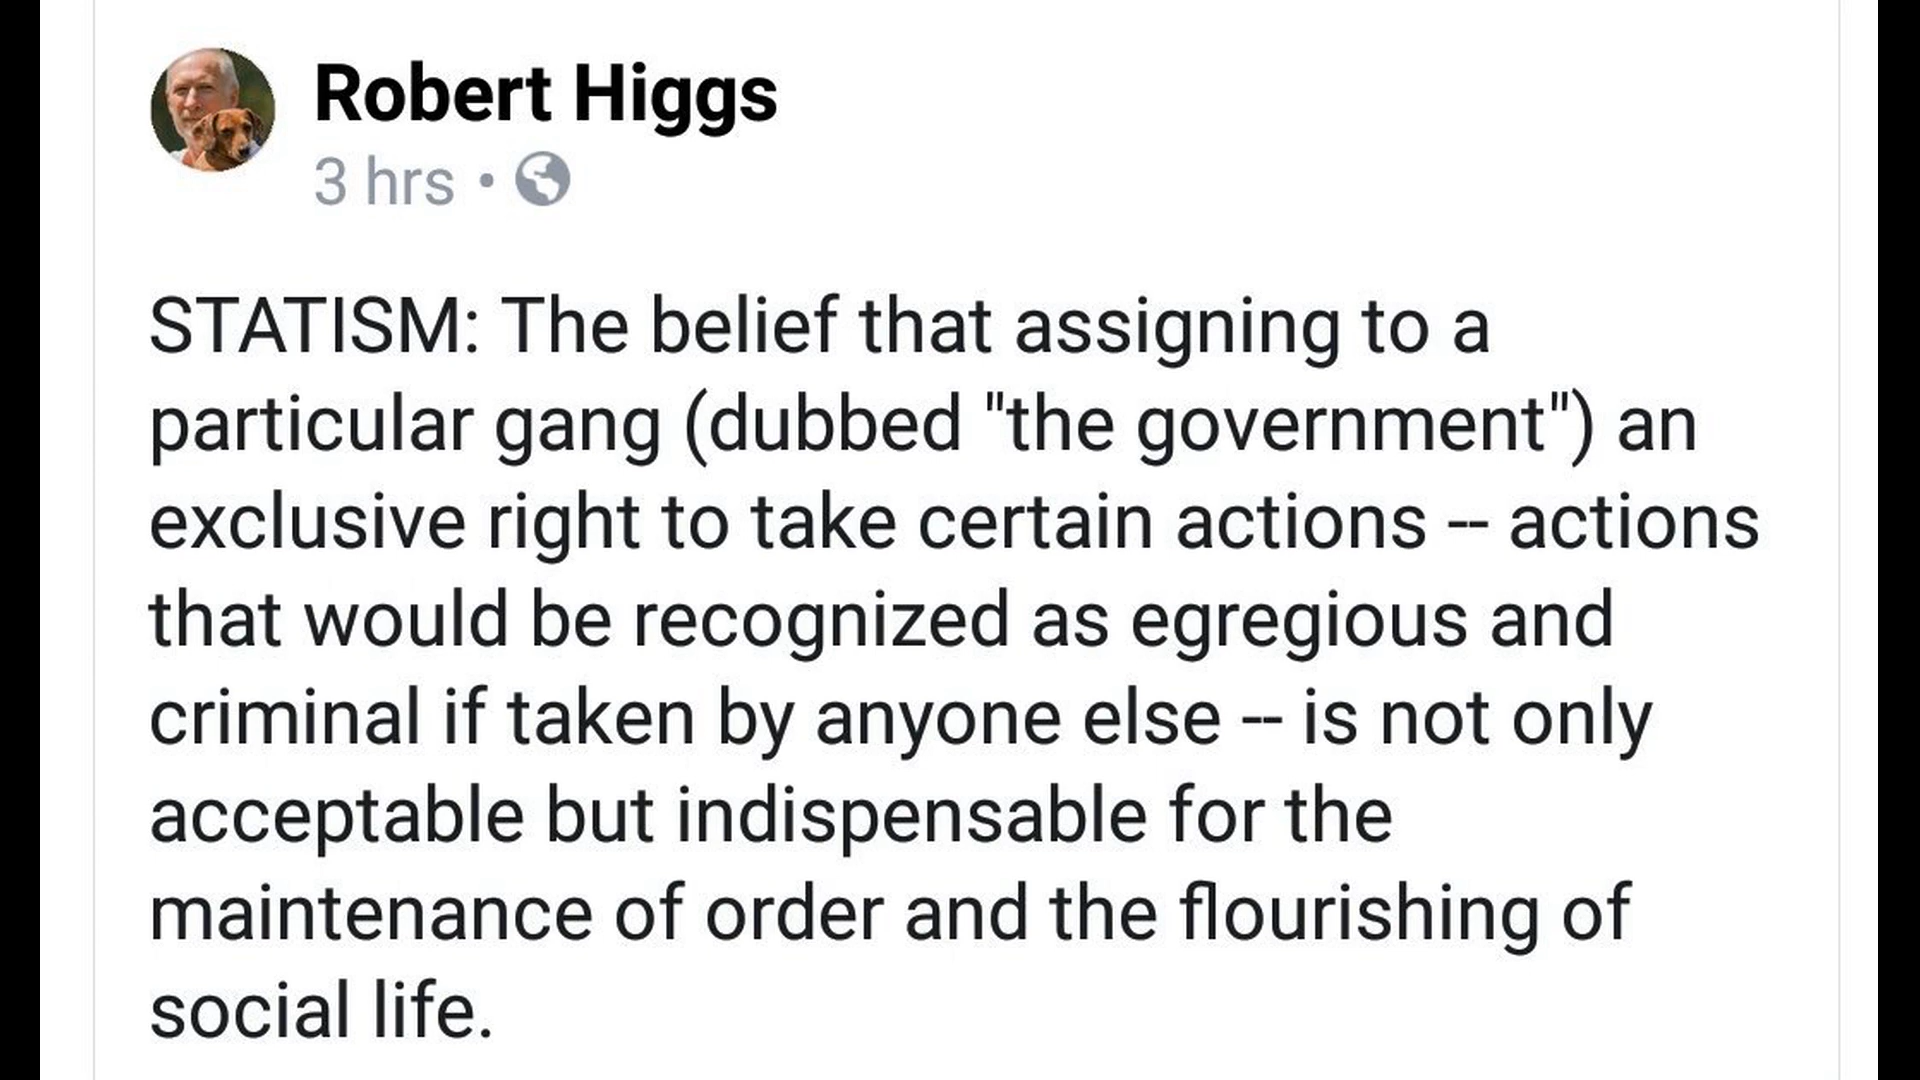 Robert Higgs
3 hrs •
STATISM: The belief that assigning to a
particular gang (dubbed "the government") an
exclusive right to take certain actions -- actions
that would be recognized as egregious and
criminal if taken by anyone else -- is not only
acceptable but indispensable for the
maintenance of order and the flourishing of
social life.